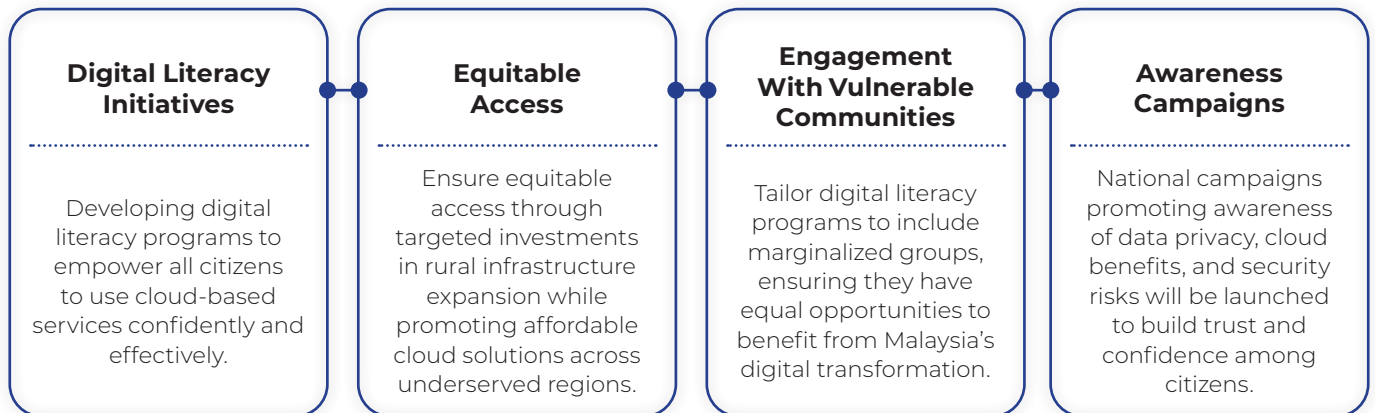 Digital Literacy
Initiatives
Developing digital
literacy programs to
empower all citizens
to use cloud-based
services confidently and
effectively.
Equitable
Access
Ensure equitable
access through
targeted investments
in rural infrastructure
expansion while
promoting affordable
cloud solutions across
underserved regions.
Engagement
With Vulnerable
Communities
Tailor digital literacy
programs to include
marginalized groups,
ensuring they have
equal opportunities to
benefit from Malaysia's
digital transformation.
Awareness
Campaigns
National campaigns
promoting awareness
of data privacy, cloud
benefits, and security
risks will be launched
to build trust and
confidence among
citizens.